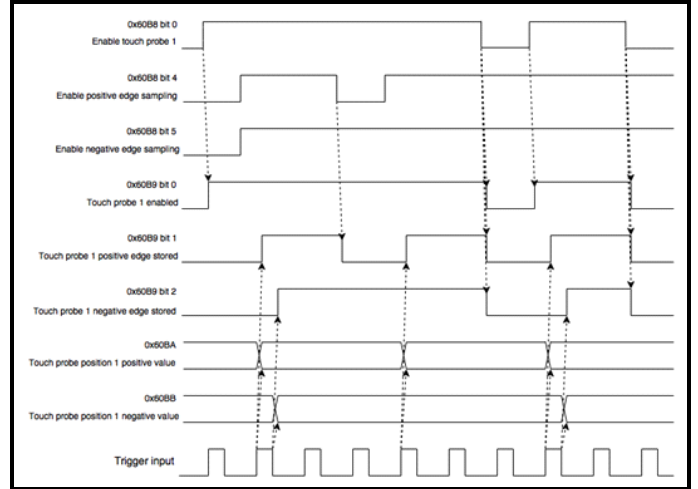 0x60B8 bit 0
Enable touch probe 1
0x60B8 bit 4
Enable positive edge sampling
0x60B8 bit 5
Enable negative edge sampling
0x60B9 bit 0
Touch probe 1 enabled
0x60B9 bit 1
Touch probe 1 positive edge stored
0x60B9 bit 2
Touch probe 1 negative edge stored
0x60BA
Touch probe position 1 positive value
0x60BB
Touch probe position 1 negative value
Trigger input